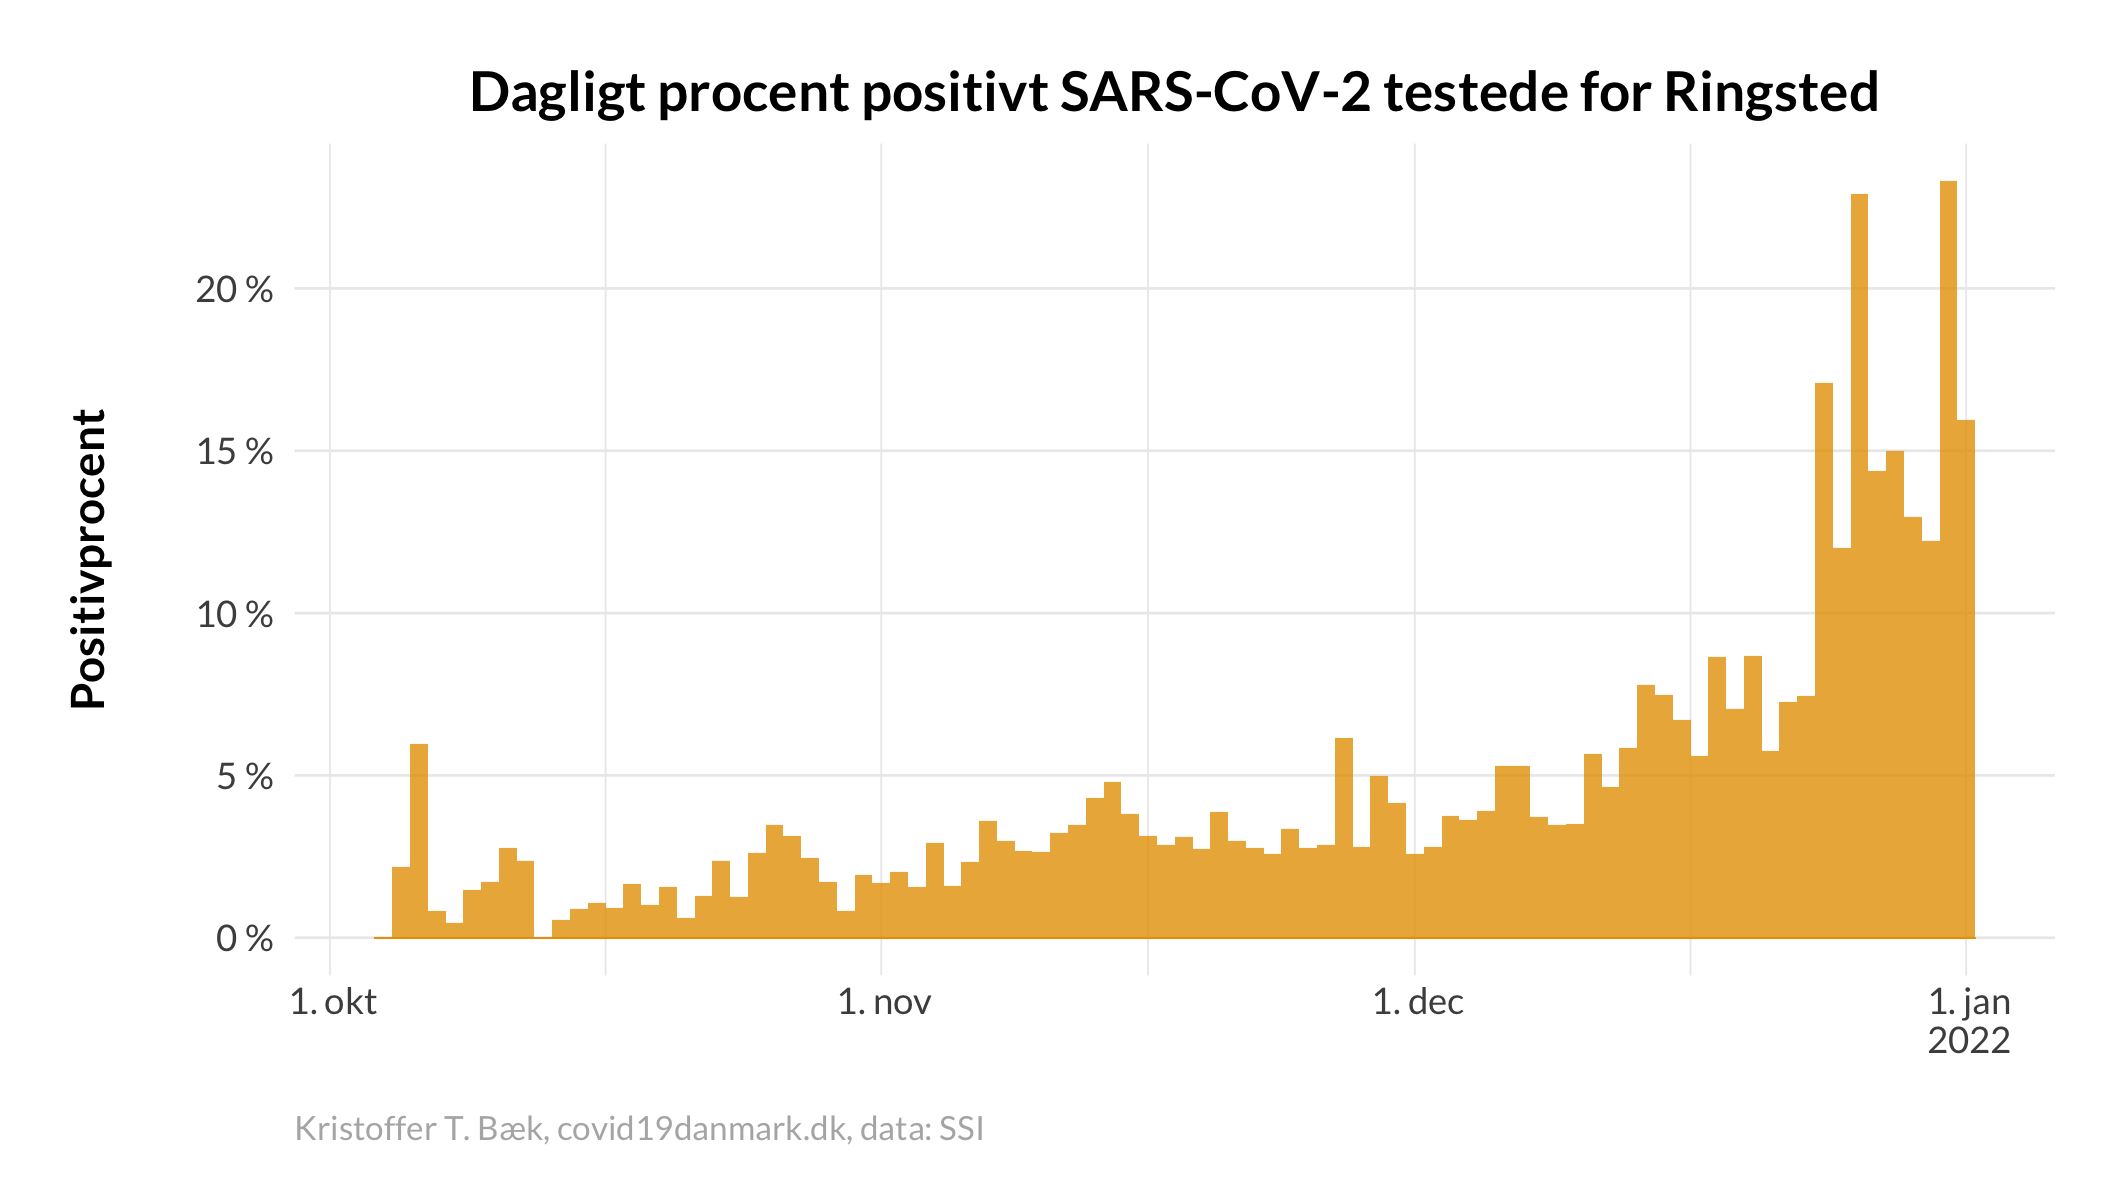 Dagligt procent positivt SARS-CoV-2 testede for Ringsted
Positivprocent
20 %
15 %
10 %
5 %
0 %
1. okt
1. nov
1. dec
1. jan
2022
Kristoffer T. Bæk, covid19danmark.dk, data: SSI